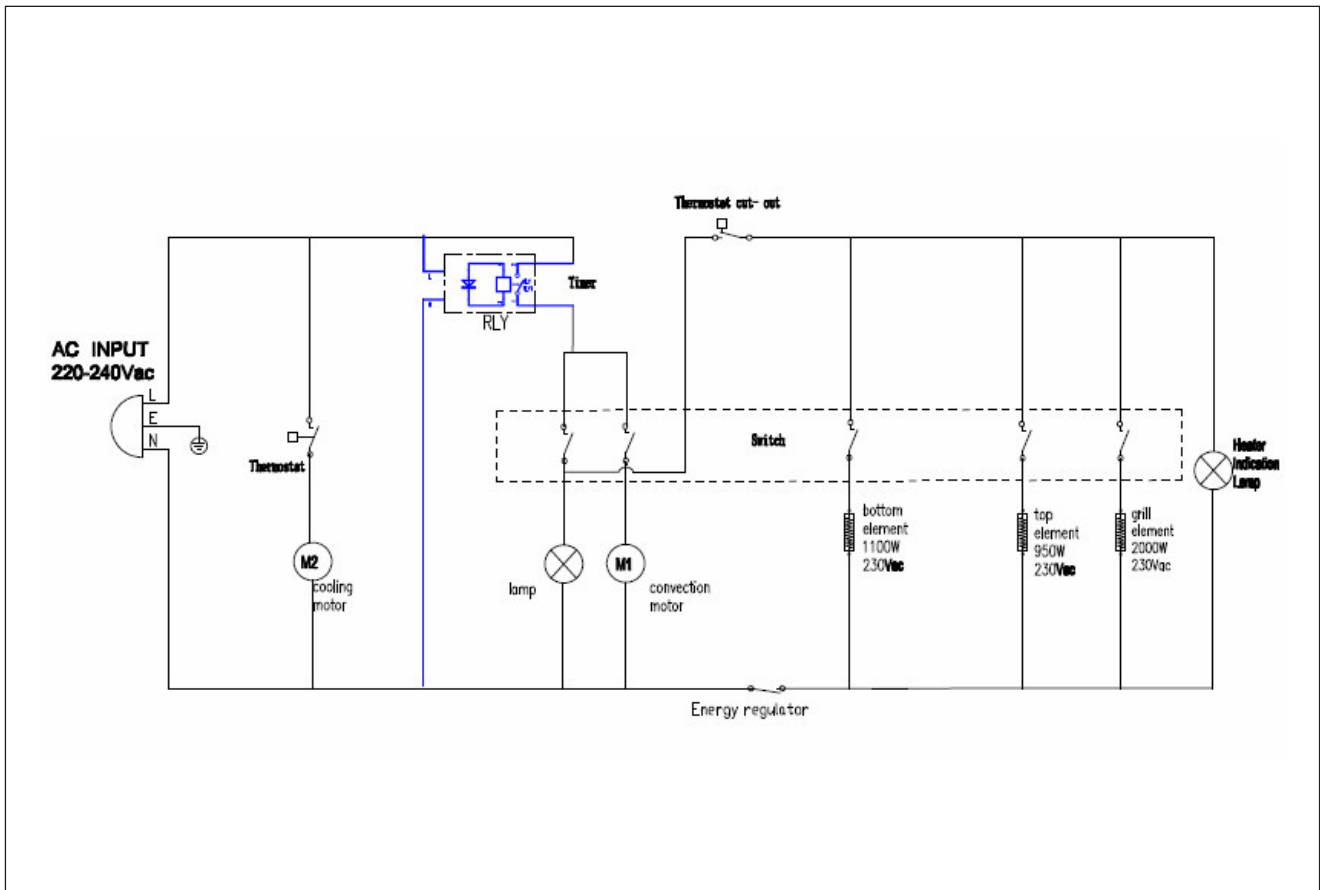 Thermostat cut- out
Timer
RLY
AC INPUT
220-240Vac
L
E
N
Switch
Thermostat
Heater
Indication
Lamp
bottom
element
1100W
230Vac
top
element
950W
230Vac
grill
element
2000W
230Vac
M2
cooling
motor
lamp
M1
convection
motor
Energy regulator